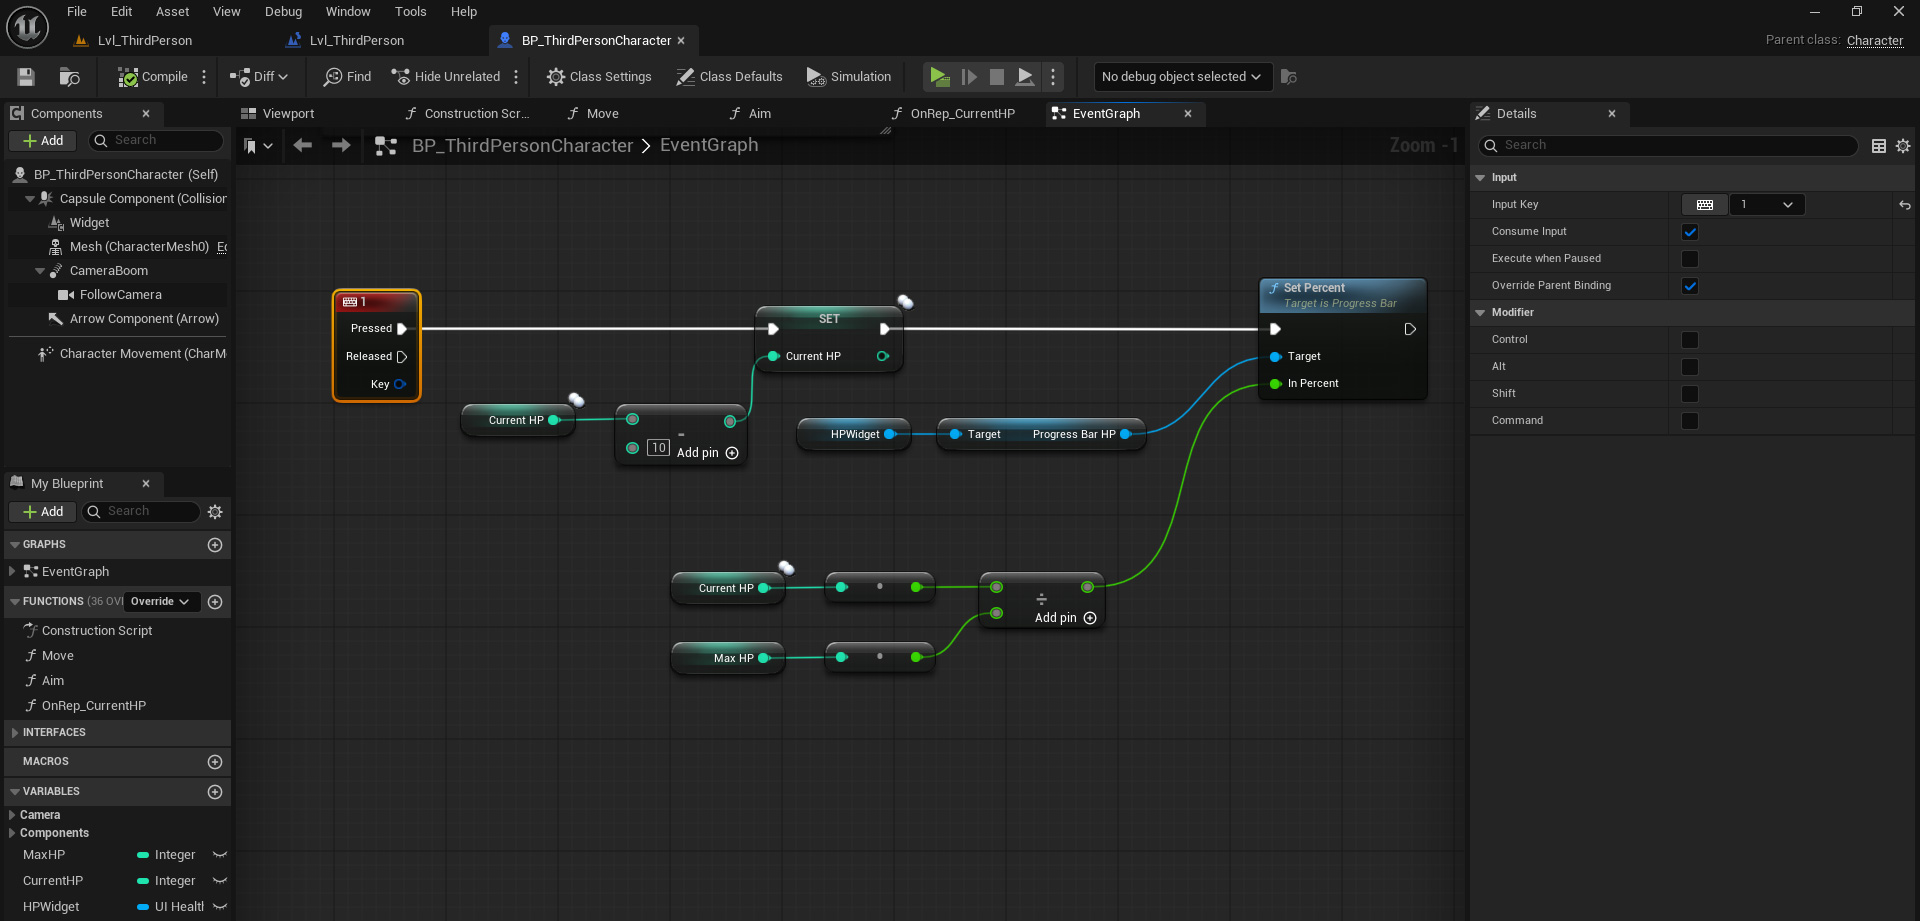 File Edit Asset View Debug Window Tools Help
Lvl_ThirdPerson Lvl_ThirdPerson BP_ThirdPersonCharacter
Parent class: Character
Compile Diff Find Hide Unrelated Class Settings Class Defaults Simulation No debug object selected
Components
Add Search
BP_ThirdPersonCharacter (Self)
Capsule Component (Collision
Widget
Mesh (CharacterMesh0) Ec
CameraBoom
FollowCamera
Arrow Component (Arrow)
Character Movement (CharM
My Blueprint
Add Search
GRAPHS
EventGraph
FUNCTIONS (36 OVI Override
Construction Script
Move
Aim
OnRep_CurrentHP
INTERFACES
MACROS
VARIABLES
Camera
Components
MaxHP Integer
CurrentHP Integer
HPWidget UI Healtl
Viewport Construction Scr... Move Aim OnRep_CurrentHP EventGraph
BP_ThirdPersonCharacter > EventGraph
Zoom -1
1
Pressed
Released
Key
SET
Current HP
Set Percent
Target is Progress Bar
Target
In Percent
Current HP
-
10
Add pin
HPWidget
Target Progress Bar HP
Current HP
÷
Add pin
Max HP
Details
Search
Input
Input Key 1
Consume Input
Execute when Paused
Override Parent Binding
Modifier
Control
Alt
Shift
Command